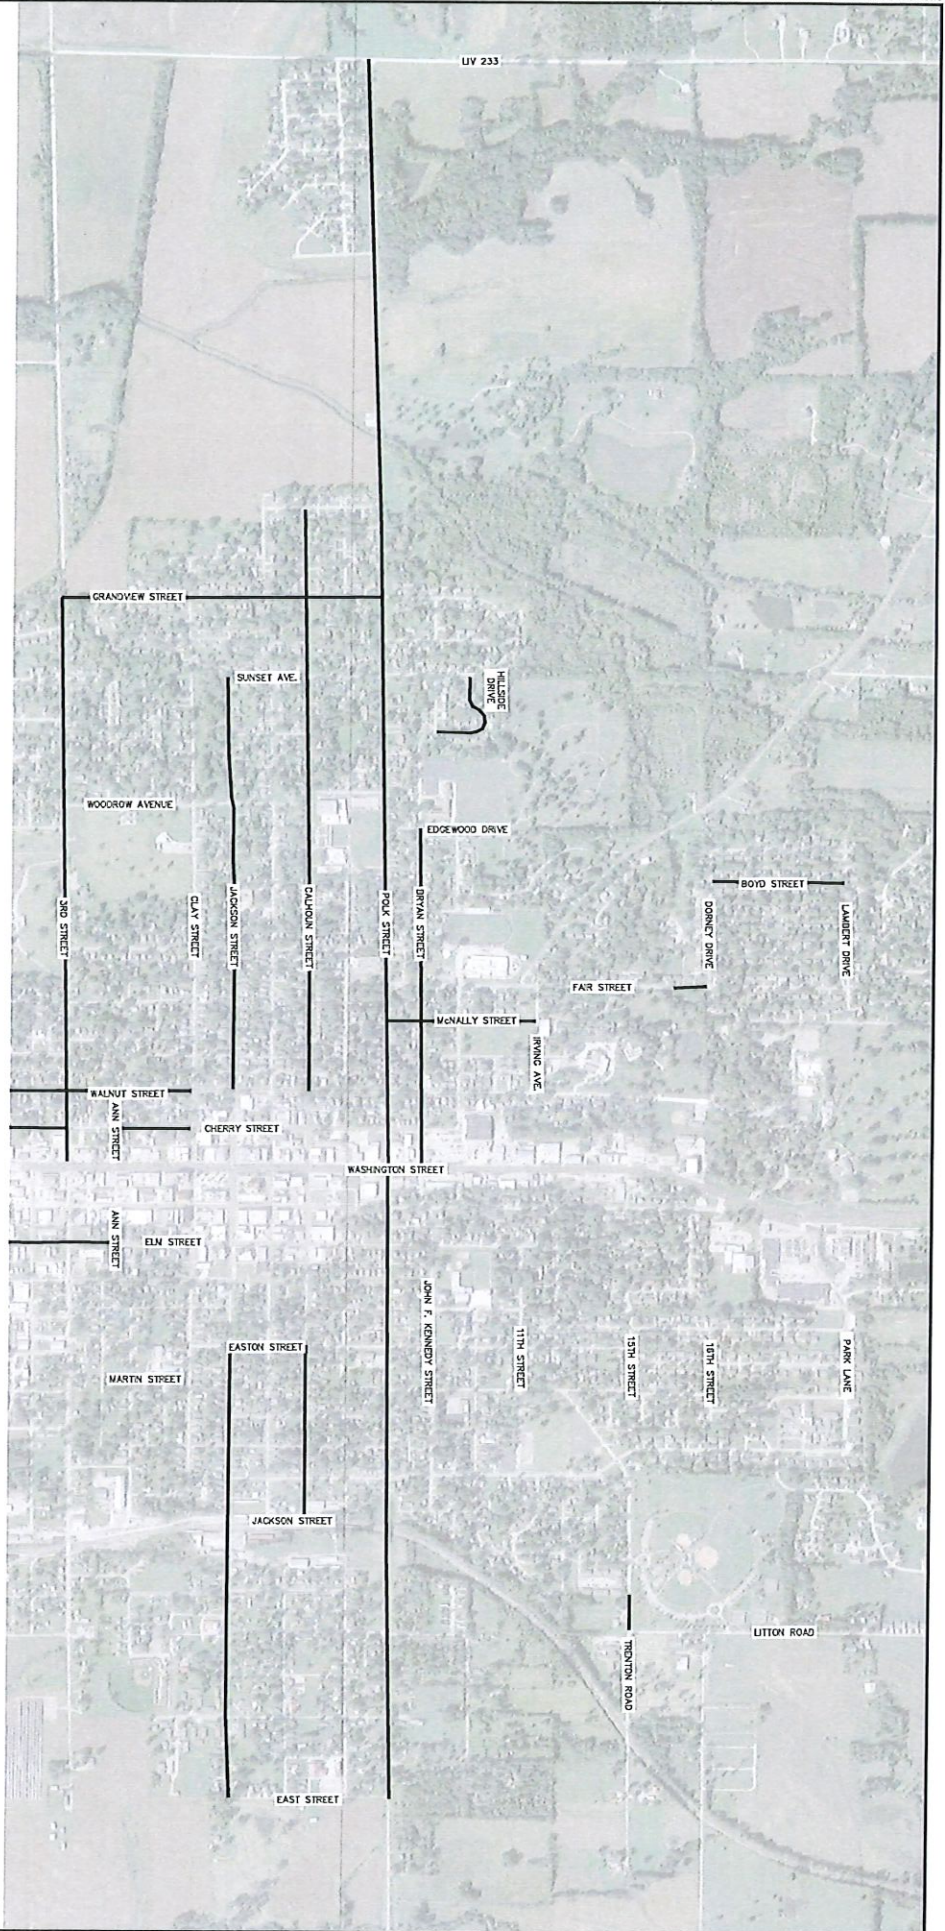 LIV 233
GRANDVIEW STREET
SUNSET AVE.
HILLSIDE
DRIVE
WOODROW AVENUE
EDGEWOOD DRIVE
BOYD STREET
3RD STREET
CLAY STREET
JACKSON STREET
CALHOUN STREET
POLK STREET
BRYAN STREET
DORNEY DRIVE
LAMBERT DRIVE
FAIR STREET
McNALLY STREET
IRVING AVE.
WALNUT STREET
ANN STREET
CHERRY STREET
WASHINGTON STREET
ANN STREET
ELM STREET
JOHN F. KENNEDY STREET
11TH STREET
15TH STREET
16TH STREET
PARK LANE
EASTON STREET
MARTIN STREET
JACKSON STREET
LITTON ROAD
TRENTON ROAD
EAST STREET